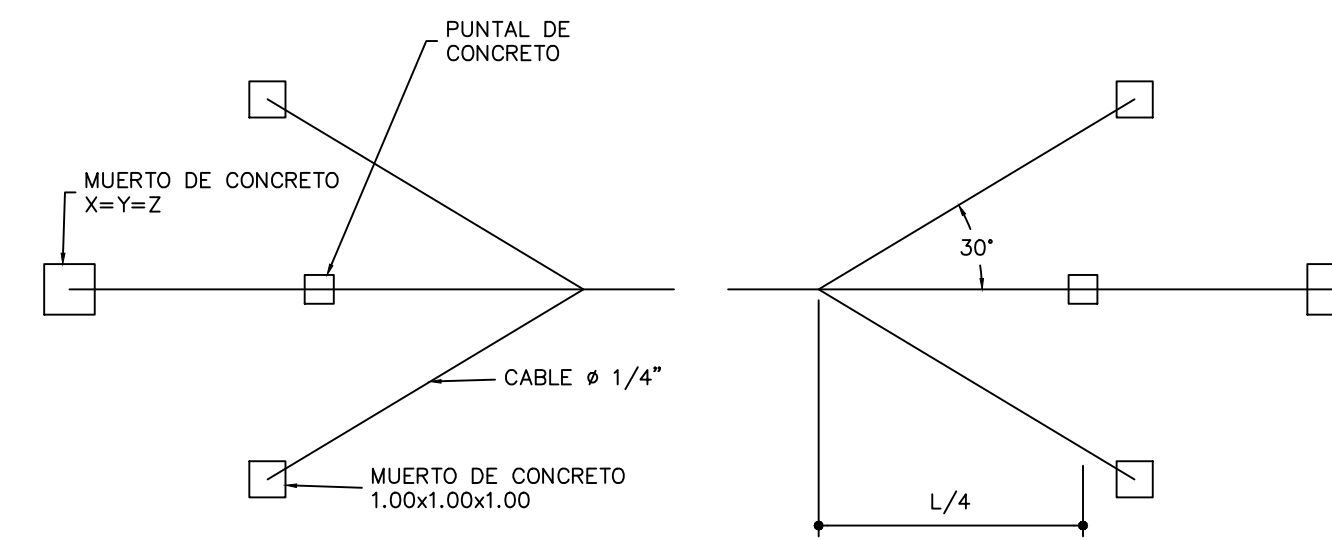 PUNTAL DE
CONCRETO
MUERTO DE CONCRETO
X=Y=Z
30°
CABLE ø 1/4"
MUERTO DE CONCRETO
1.00x1.00x1.00
L/4